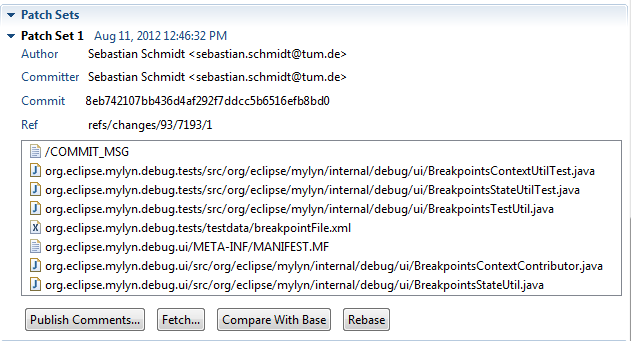 Patch Sets
Patch Set 1 Aug 11, 2012 12:46:32 PM
Author Sebastian Schmidt <sebastian.schmidt@tum.de>
Committer Sebastian Schmidt <sebastian.schmidt@tum.de>
Commit 8eb742107bb436d4af292f7ddcc5b6516efb8bd0
Ref refs/changes/93/7193/1
/COMMIT_MSG
org.eclipse.mylyn.debug.tests/src/org/eclipse/mylyn/internal/debug/ui/BreakpointsContextUtilTest.java
org.eclipse.mylyn.debug.tests/src/org/eclipse/mylyn/internal/debug/ui/BreakpointsStateUtilTest.java
org.eclipse.mylyn.debug.tests/src/org/eclipse/mylyn/internal/debug/ui/BreakpointsTestUtil.java
org.eclipse.mylyn.debug.tests/testdata/breakpointFile.xml
org.eclipse.mylyn.debug.ui/META-INF/MANIFEST.MF
org.eclipse.mylyn.debug.ui/src/org/eclipse/mylyn/internal/debug/ui/BreakpointsContextContributor.java
org.eclipse.mylyn.debug.ui/src/org/eclipse/mylyn/internal/debug/ui/BreakpointsStateUtil.java
Publish Comments... Fetch... Compare With Base Rebase